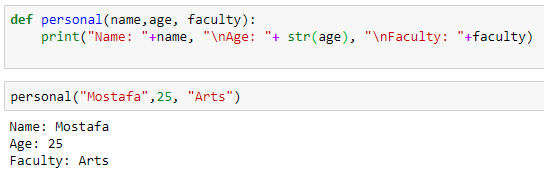 def personal(name,age, faculty):
    print("Name: "+name, "\nAge: "+ str(age), "\nFaculty: "+faculty)
personal("Mostafa",25, "Arts")
Name: Mostafa
Age: 25
Faculty: Arts